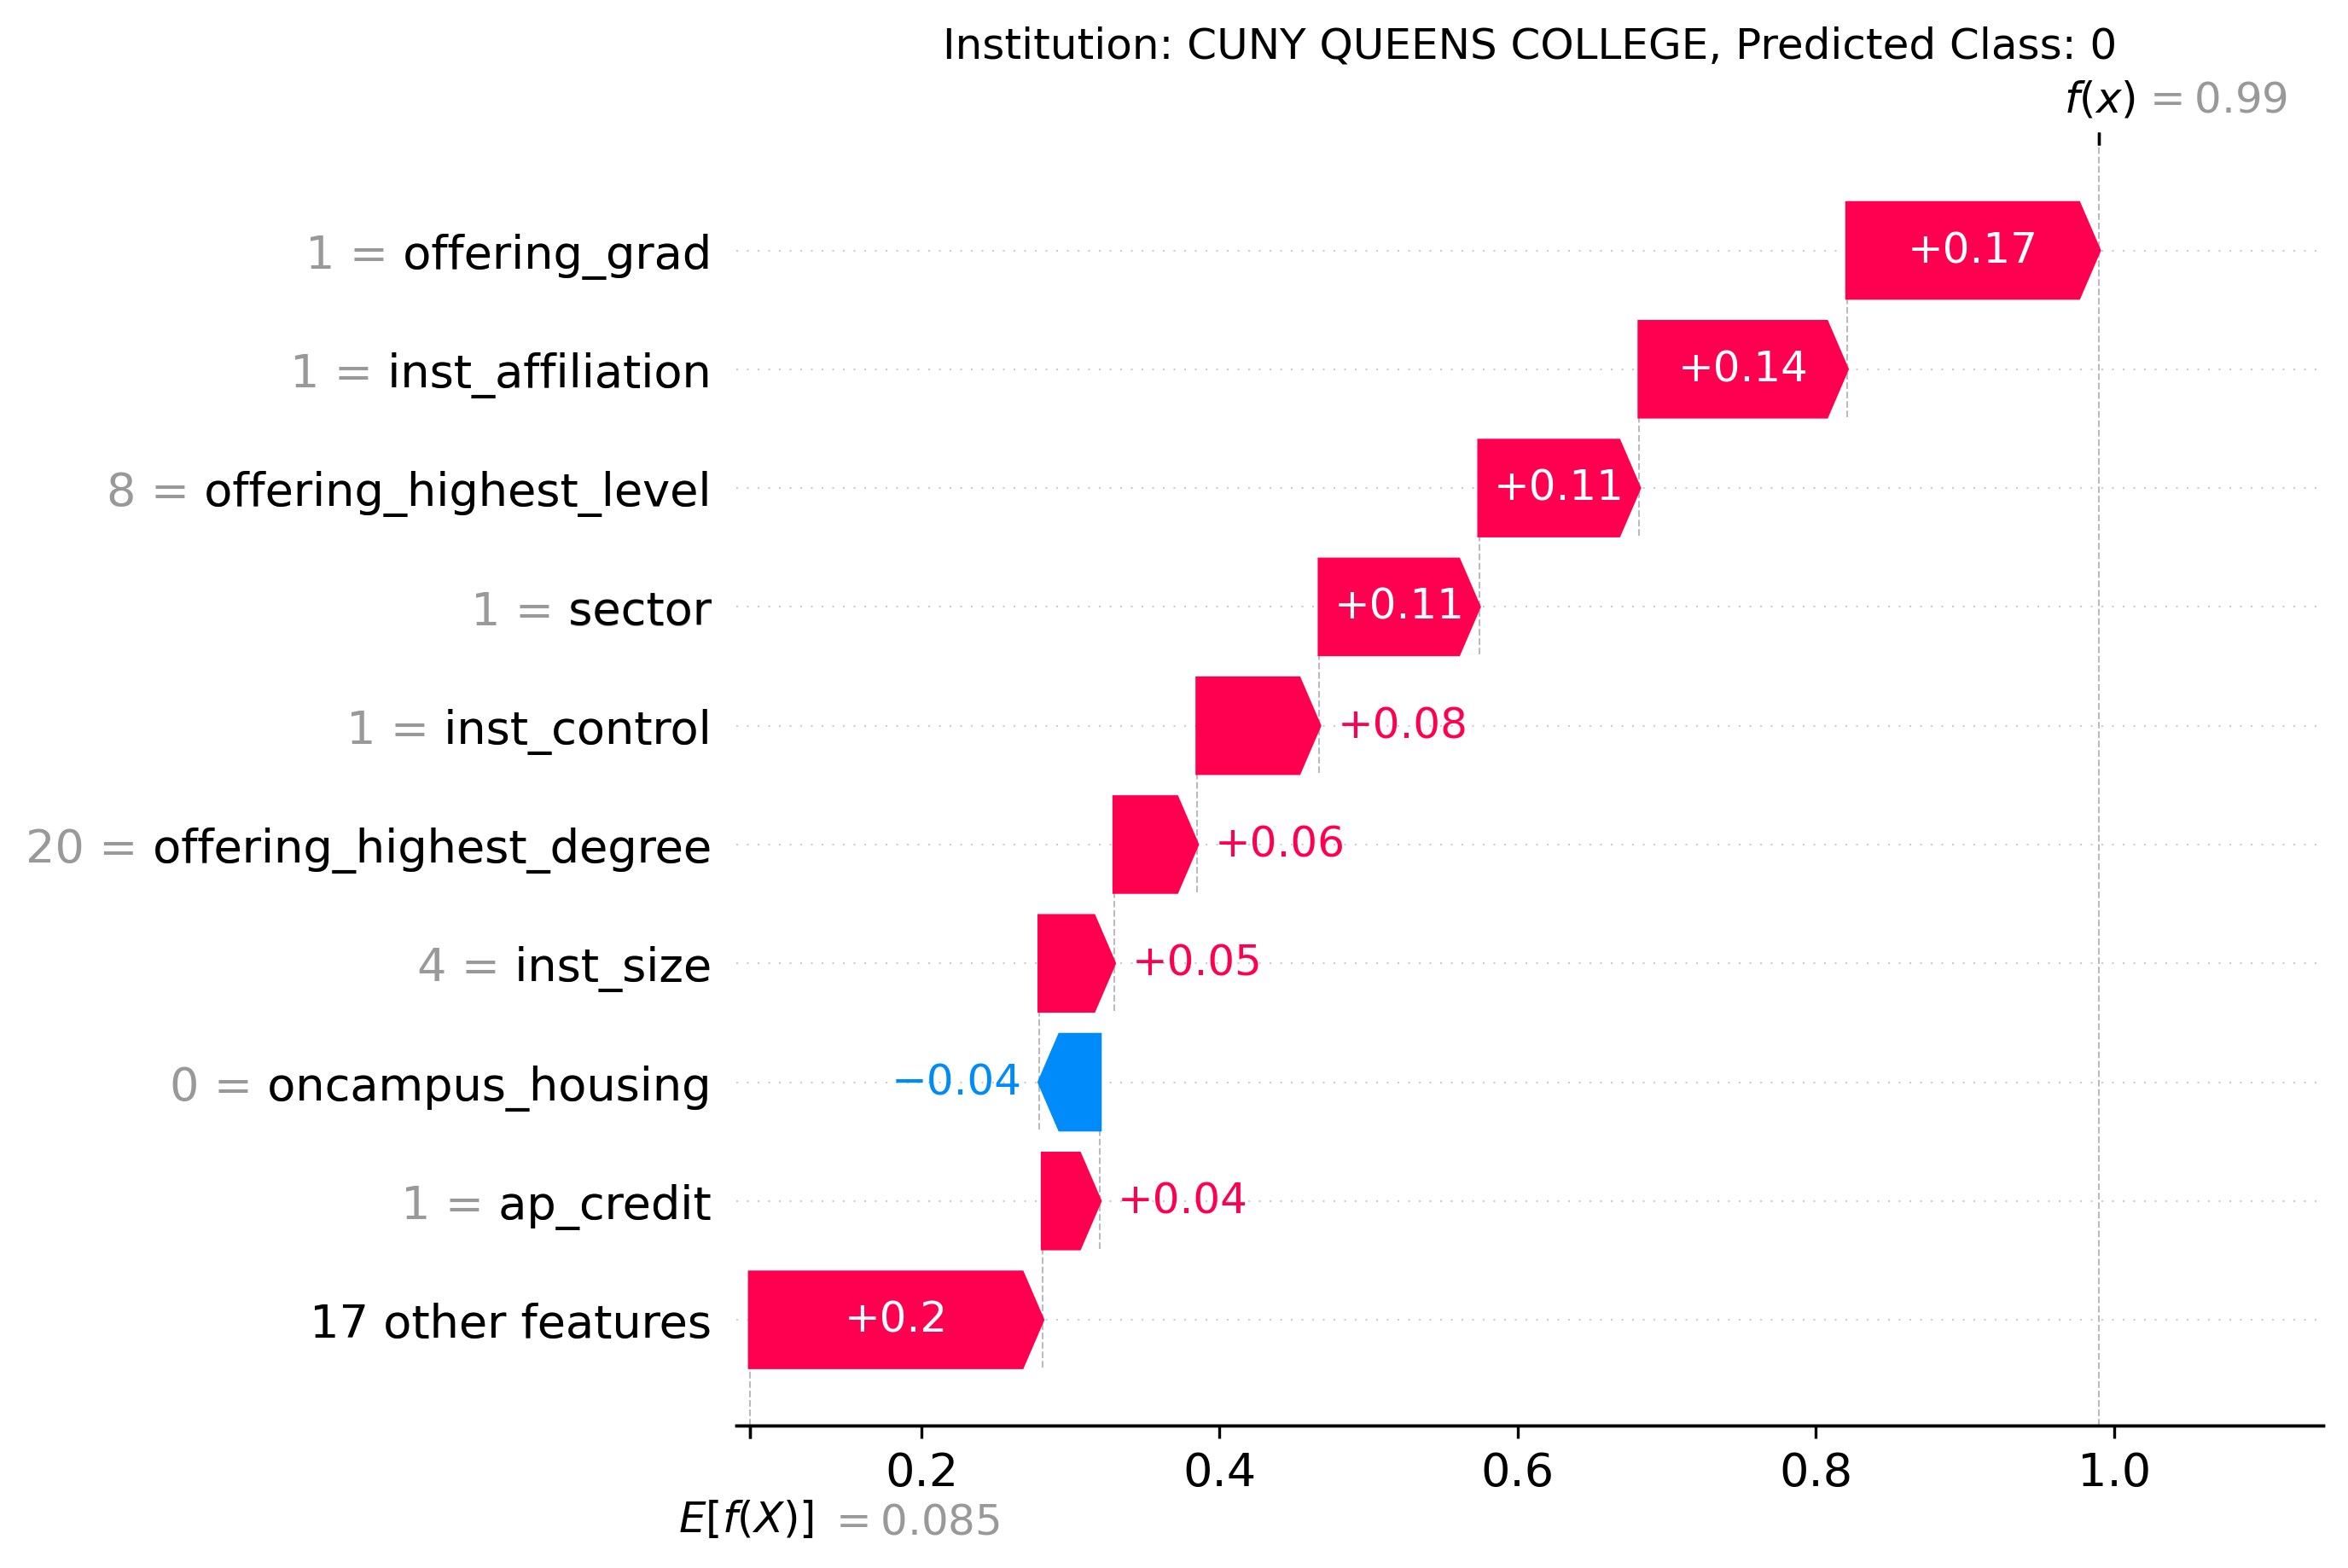 Institution: CUNY QUEENS COLLEGE, Predicted Class: 0
f(x) = 0.99
1 = offering_grad +0.17
1 = inst_affiliation +0.14
8 = offering_highest_level +0.11
1 = sector +0.11
1 = inst_control +0.08
20 = offering_highest_degree +0.06
4 = inst_size +0.05
0 = oncampus_housing −0.04
1 = ap_credit +0.04
17 other features +0.2
0.2 0.4 0.6 0.8 1.0
E[f(X)] = 0.085